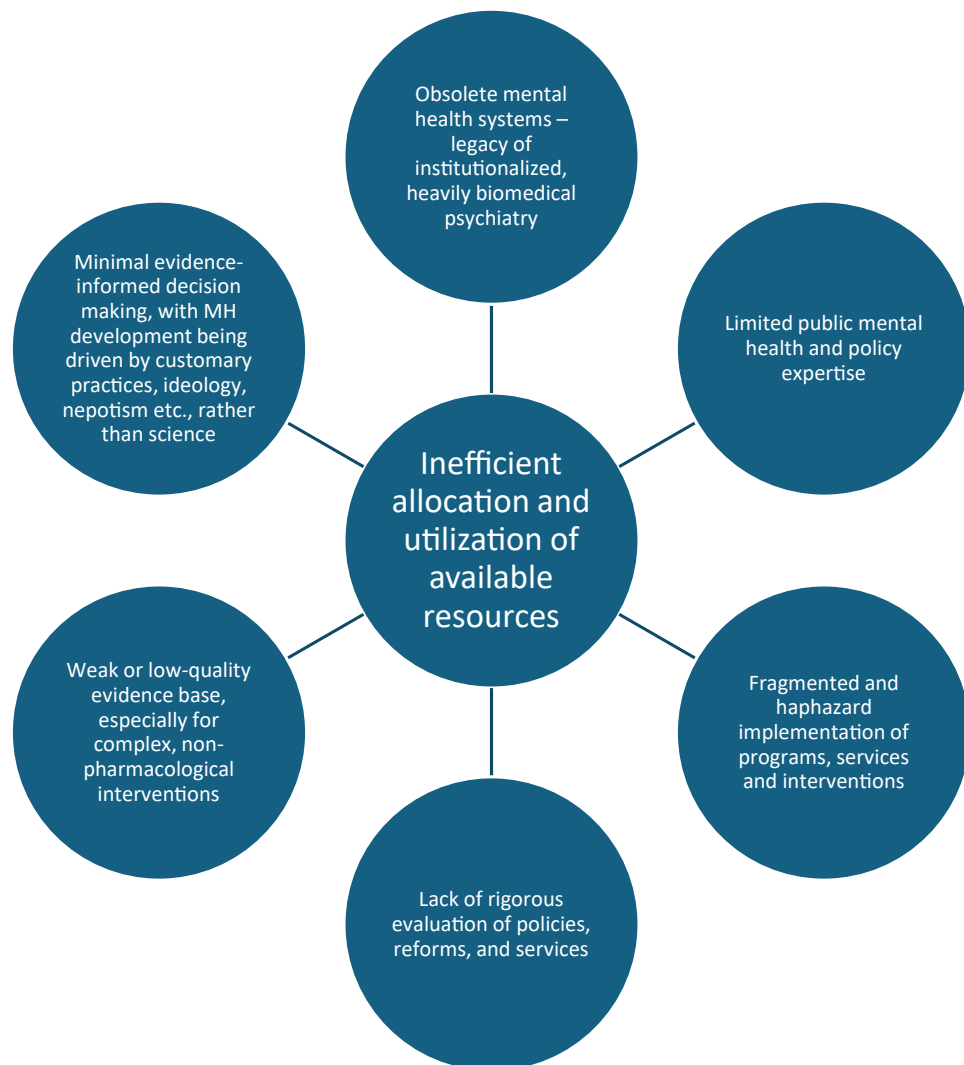 Obsolete mental
health systems –
legacy of
institutionalized,
heavily biomedical
psychiatry
Minimal evidence-
informed decision
making, with MH
development being
driven by customary
practices, ideology,
nepotism etc., rather
than science
Limited public mental
health and policy
expertise
Inefficient
allocation and
utilization of
available
resources
Weak or low-quality
evidence base,
especially for
complex, non-
pharmacological
interventions
Fragmented and
haphazard
implementation of
programs, services
and interventions
Lack of rigorous
evaluation of policies,
reforms, and services